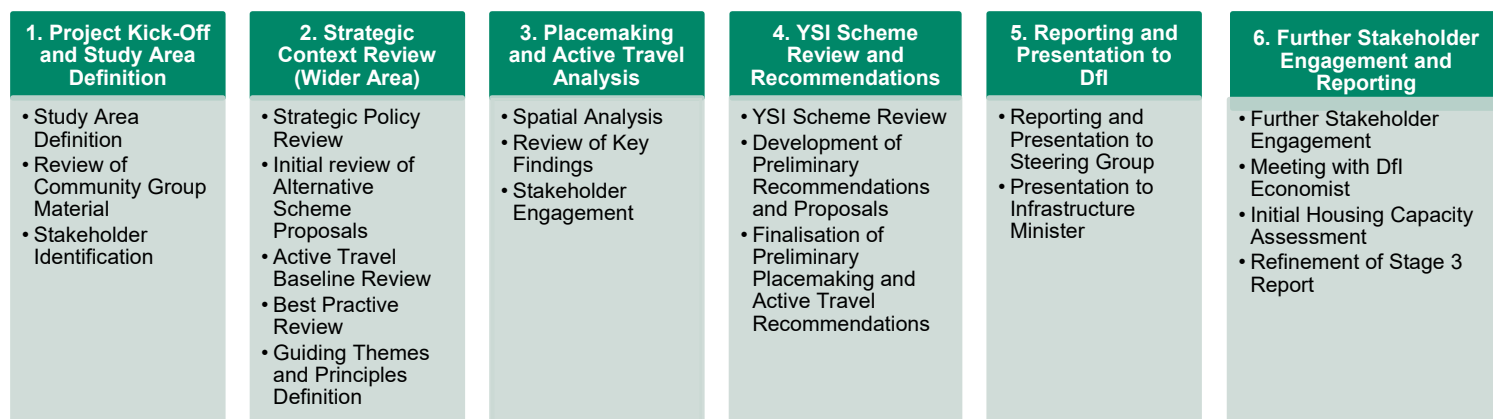 1. Project Kick-Off
and Study Area
Definition
• Study Area
Definition
• Review of
Community Group
Material
• Stakeholder
Identification
2. Strategic
Context Review
(Wider Area)
• Strategic Policy
Review
• Initial review of
Alternative
Scheme
Proposals
• Active Travel
Baseline Review
• Best Practive
Review
• Guiding Themes
and Principles
Definition
3. Placemaking
and Active Travel
Analysis
• Spatial Analysis
• Review of Key
Findings
• Stakeholder
Engagement
4. YSI Scheme
Review and
Recommendations
• YSI Scheme Review
• Development of
Preliminary
Recommendations
and Proposals
• Finalisation of
Preliminary
Placemaking and
Active Travel
Recommendations
5. Reporting and
Presentation to
DfI
• Reporting and
Presentation to
Steering Group
• Presentation to
Infrastructure
Minister
6. Further Stakeholder
Engagement and
Reporting
• Further Stakeholder
Engagement
• Meeting with DfI
Economist
• Initial Housing Capacity
Assessment
• Refinement of Stage 3
Report